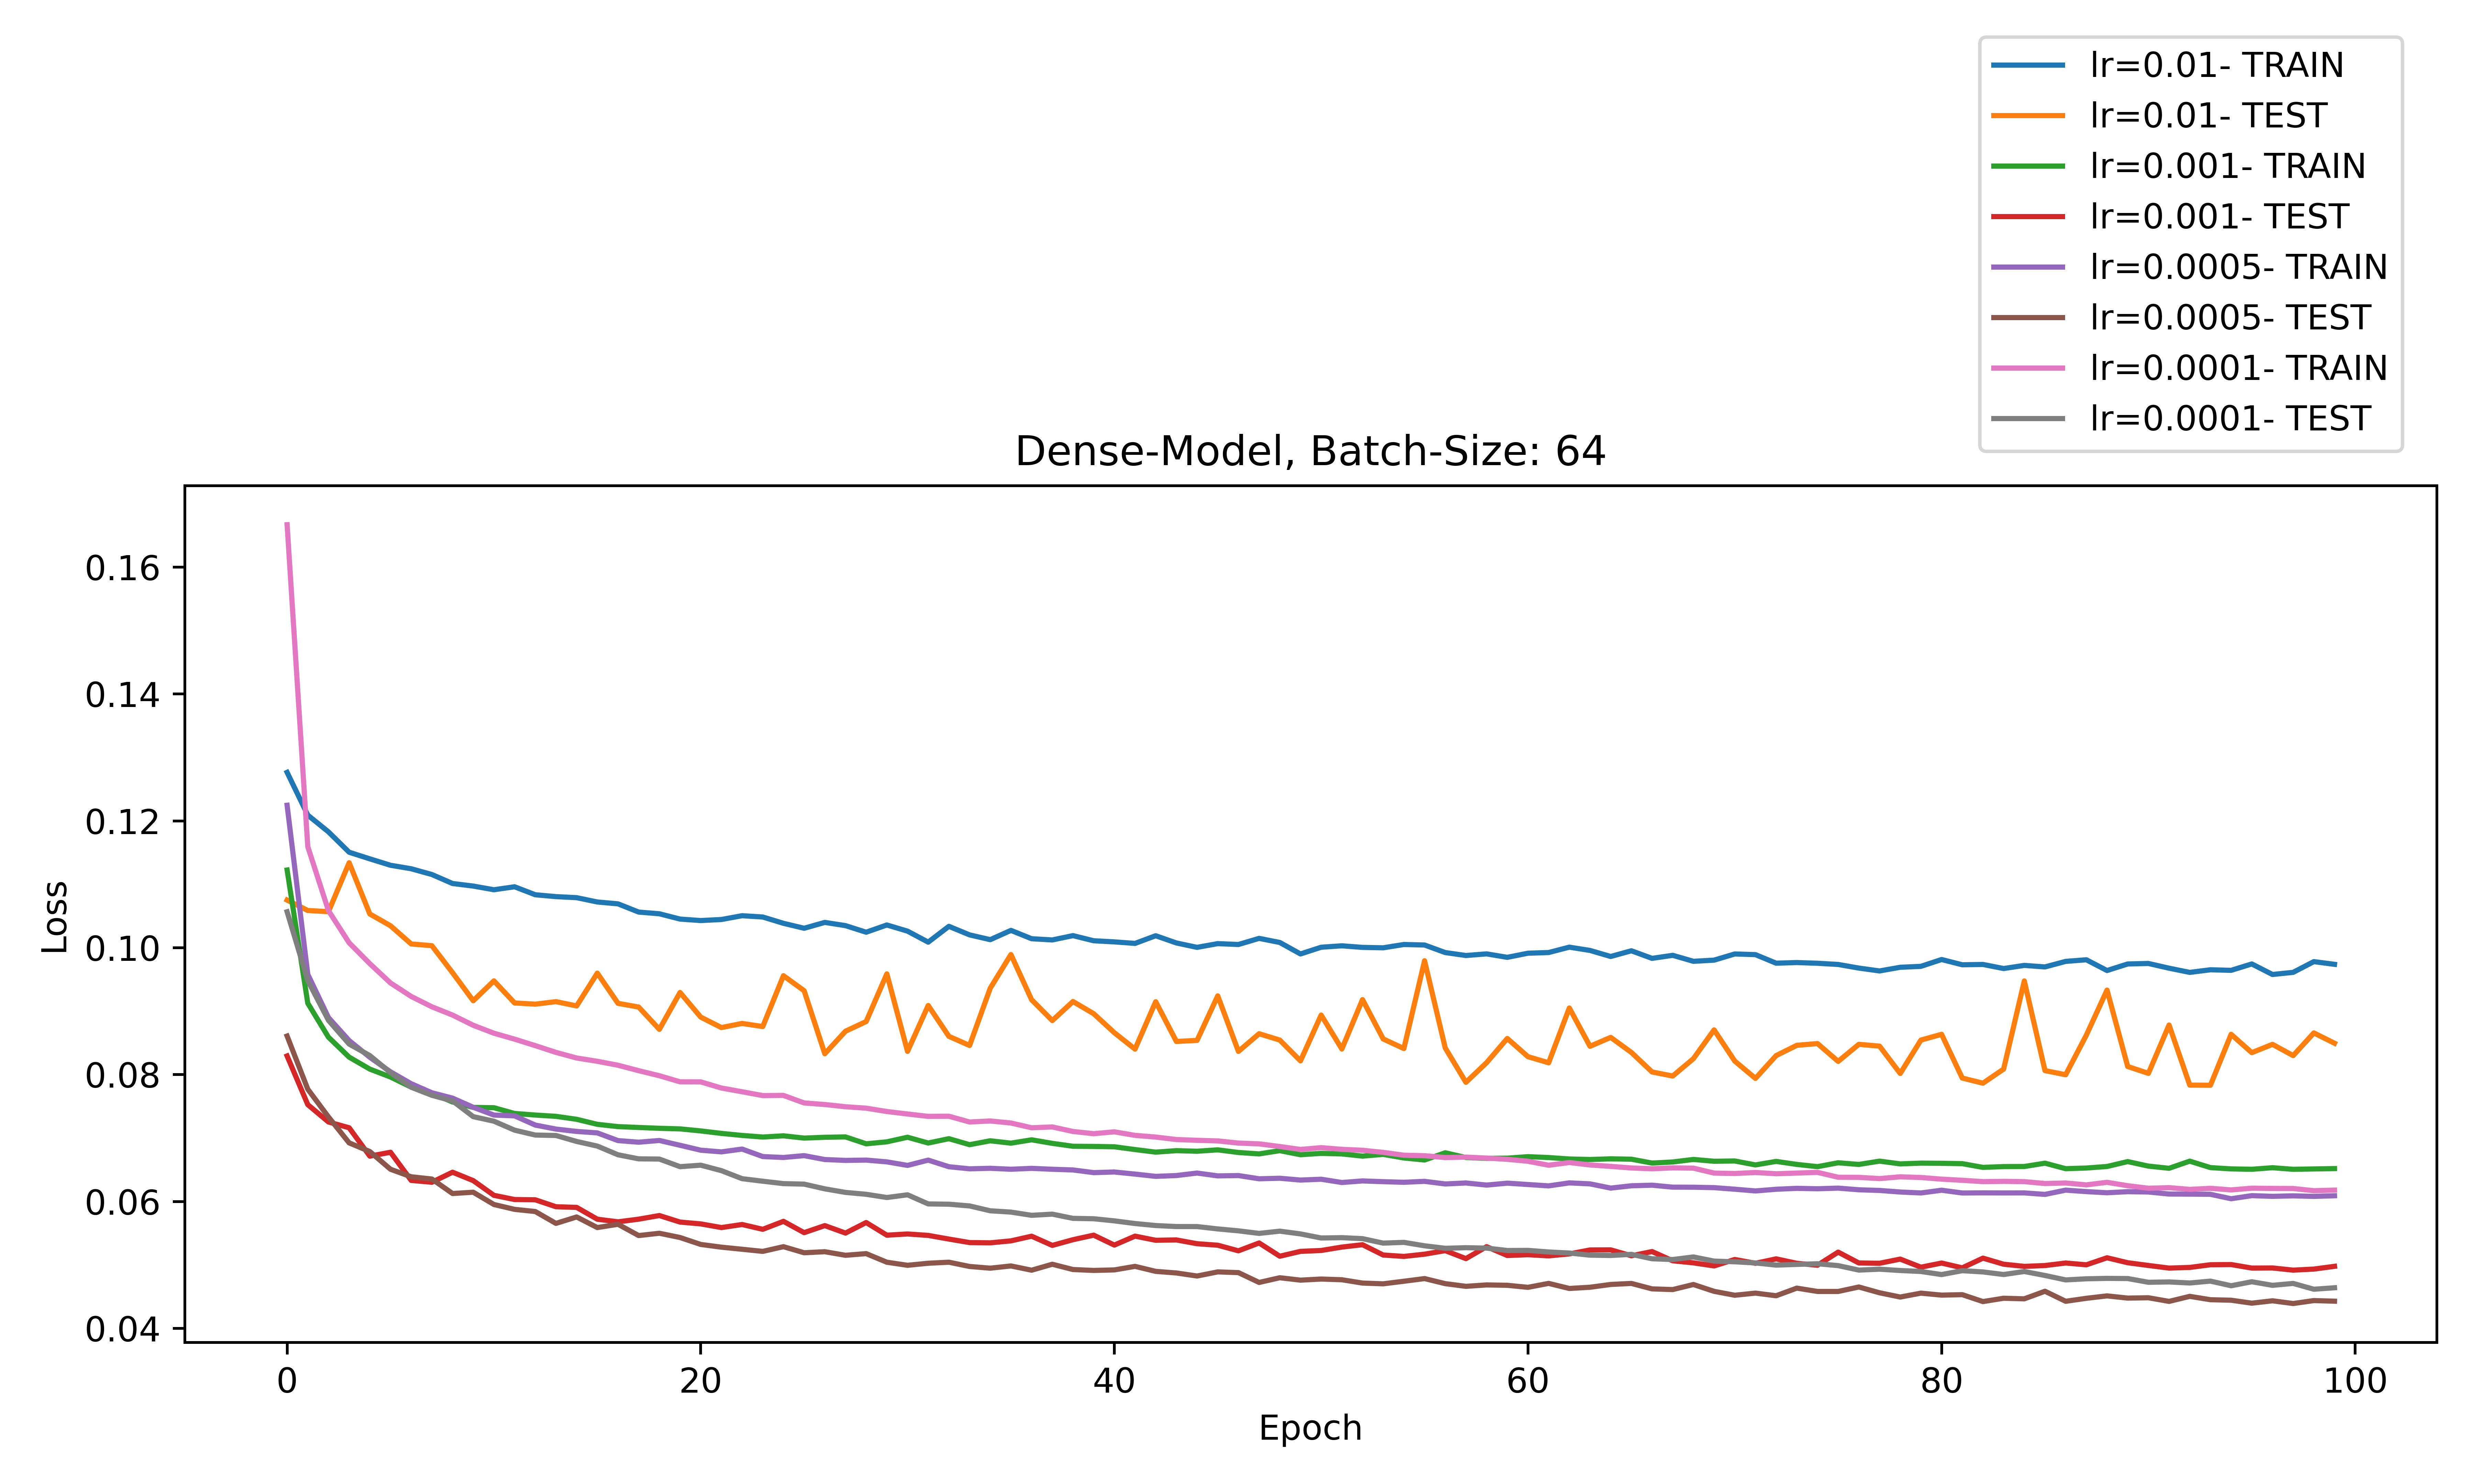 lr=0.01- TRAIN
lr=0.01- TEST
lr=0.001- TRAIN
lr=0.001- TEST
lr=0.0005- TRAIN
lr=0.0005- TEST
lr=0.0001- TRAIN
lr=0.0001- TEST
Dense-Model, Batch-Size: 64
0.16
0.14
0.12
0.10
0.08
0.06
0.04
Loss
0 20 40 60 80 100
Epoch